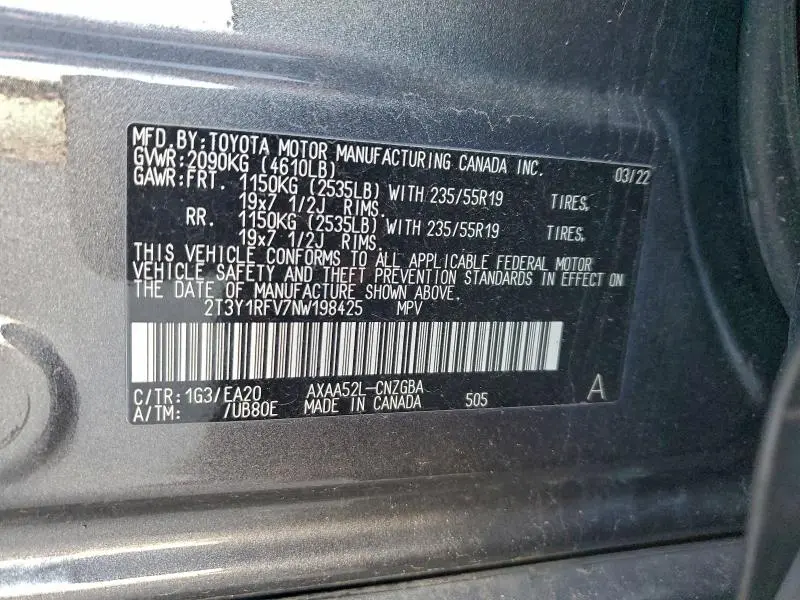 MFD.BY:TOYOTA MOTOR MANUFACTURING CANADA INC.
GVWR:2090KG (4610LB) 03/22
GAWR:FRT. 1150KG (2535LB) WITH 235/55R19 TIRES,
19x7 1/2J RIMS.
RR. 1150KG (2535LB) WITH 235/55R19 TIRES,
19x7 1/2J RIMS.
THIS VEHICLE CONFORMS TO ALL APPLICABLE FEDERAL MOTOR
VEHICLE SAFETY AND THEFT PREVENTION STANDARDS IN EFFECT ON
THE DATE OF MANUFACTURE SHOWN ABOVE.
2T3Y1RFV7NW198425 MPV
C/TR:1G3/EA20 AXAA52L-CNZGBA A
A/TM: /UB80E MADE IN CANADA 505